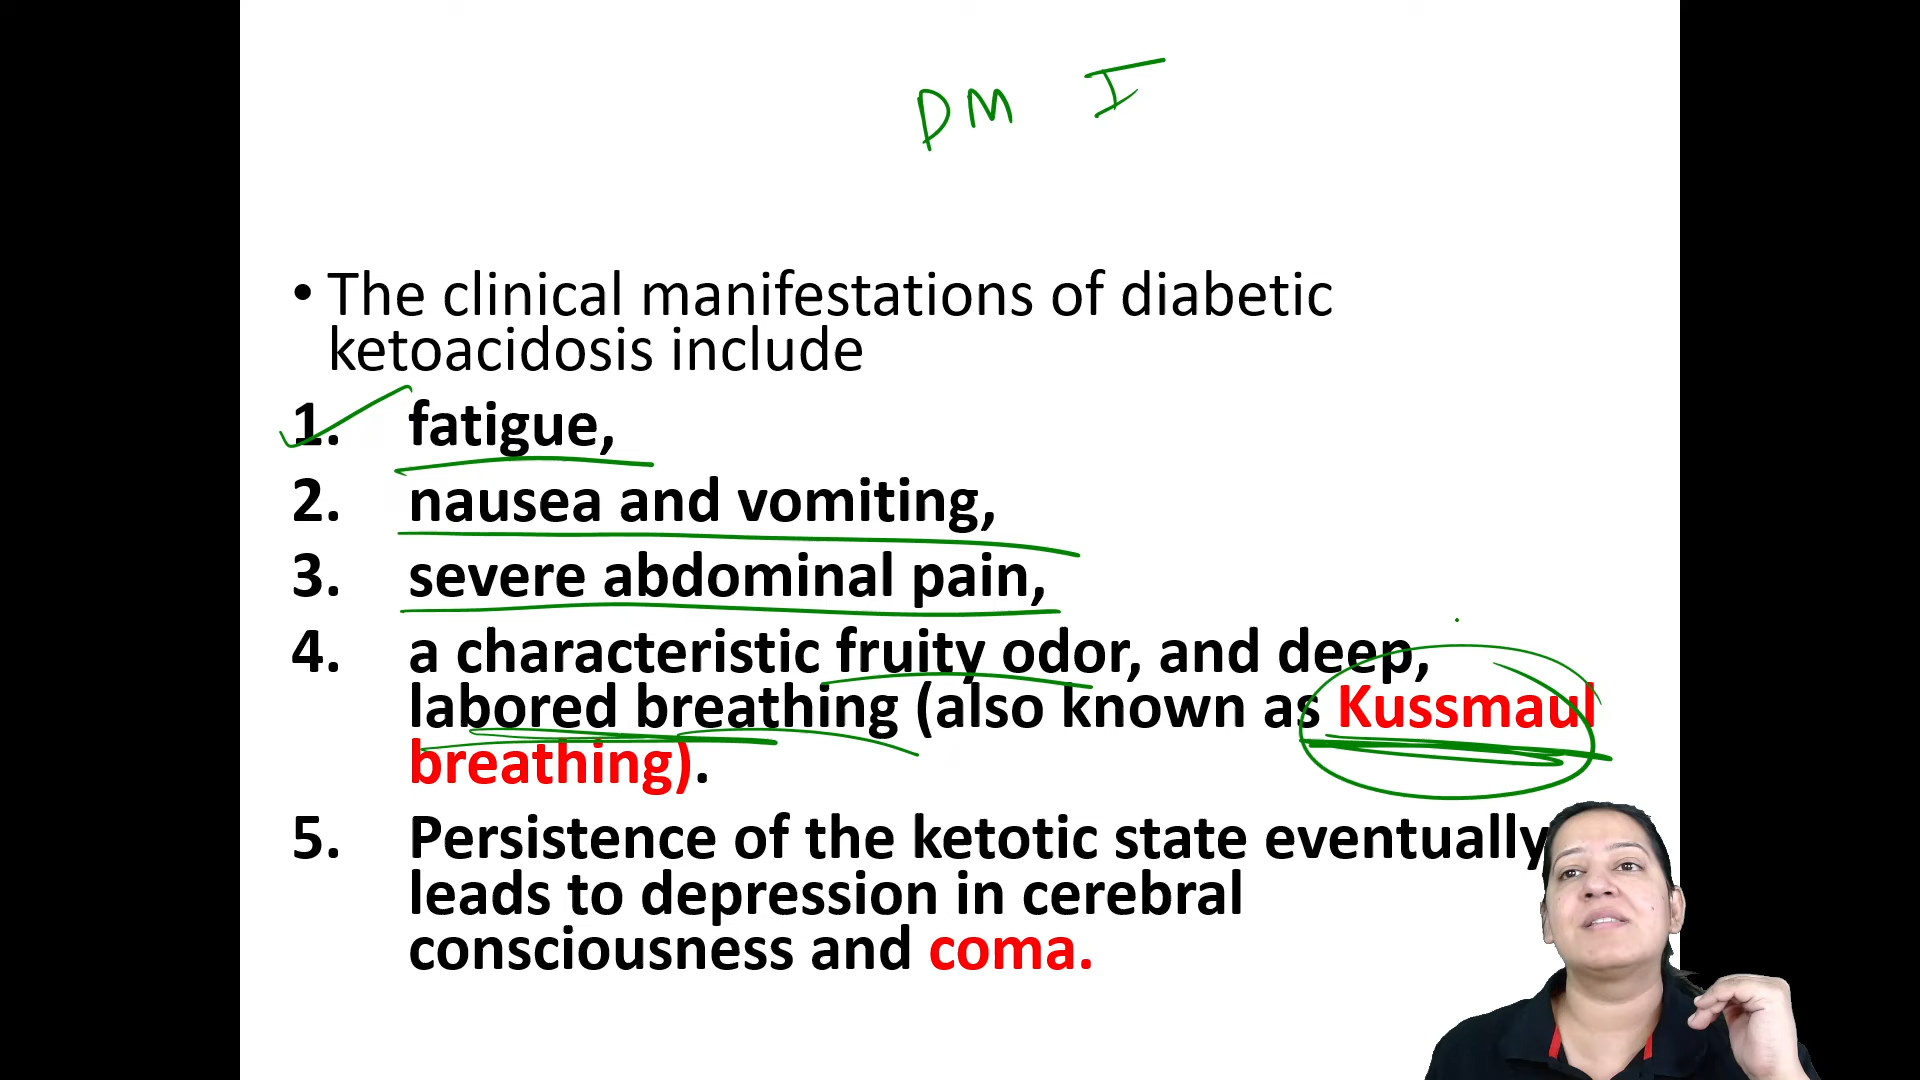 DM I
• The clinical manifestations of diabetic
ketoacidosis include
1. fatigue,
2. nausea and vomiting,
3. severe abdominal pain,
4. a characteristic fruity odor, and deep,
labored breathing (also known as Kussmaul
breathing).
5. Persistence of the ketotic state eventually
leads to depression in cerebral
consciousness and coma.